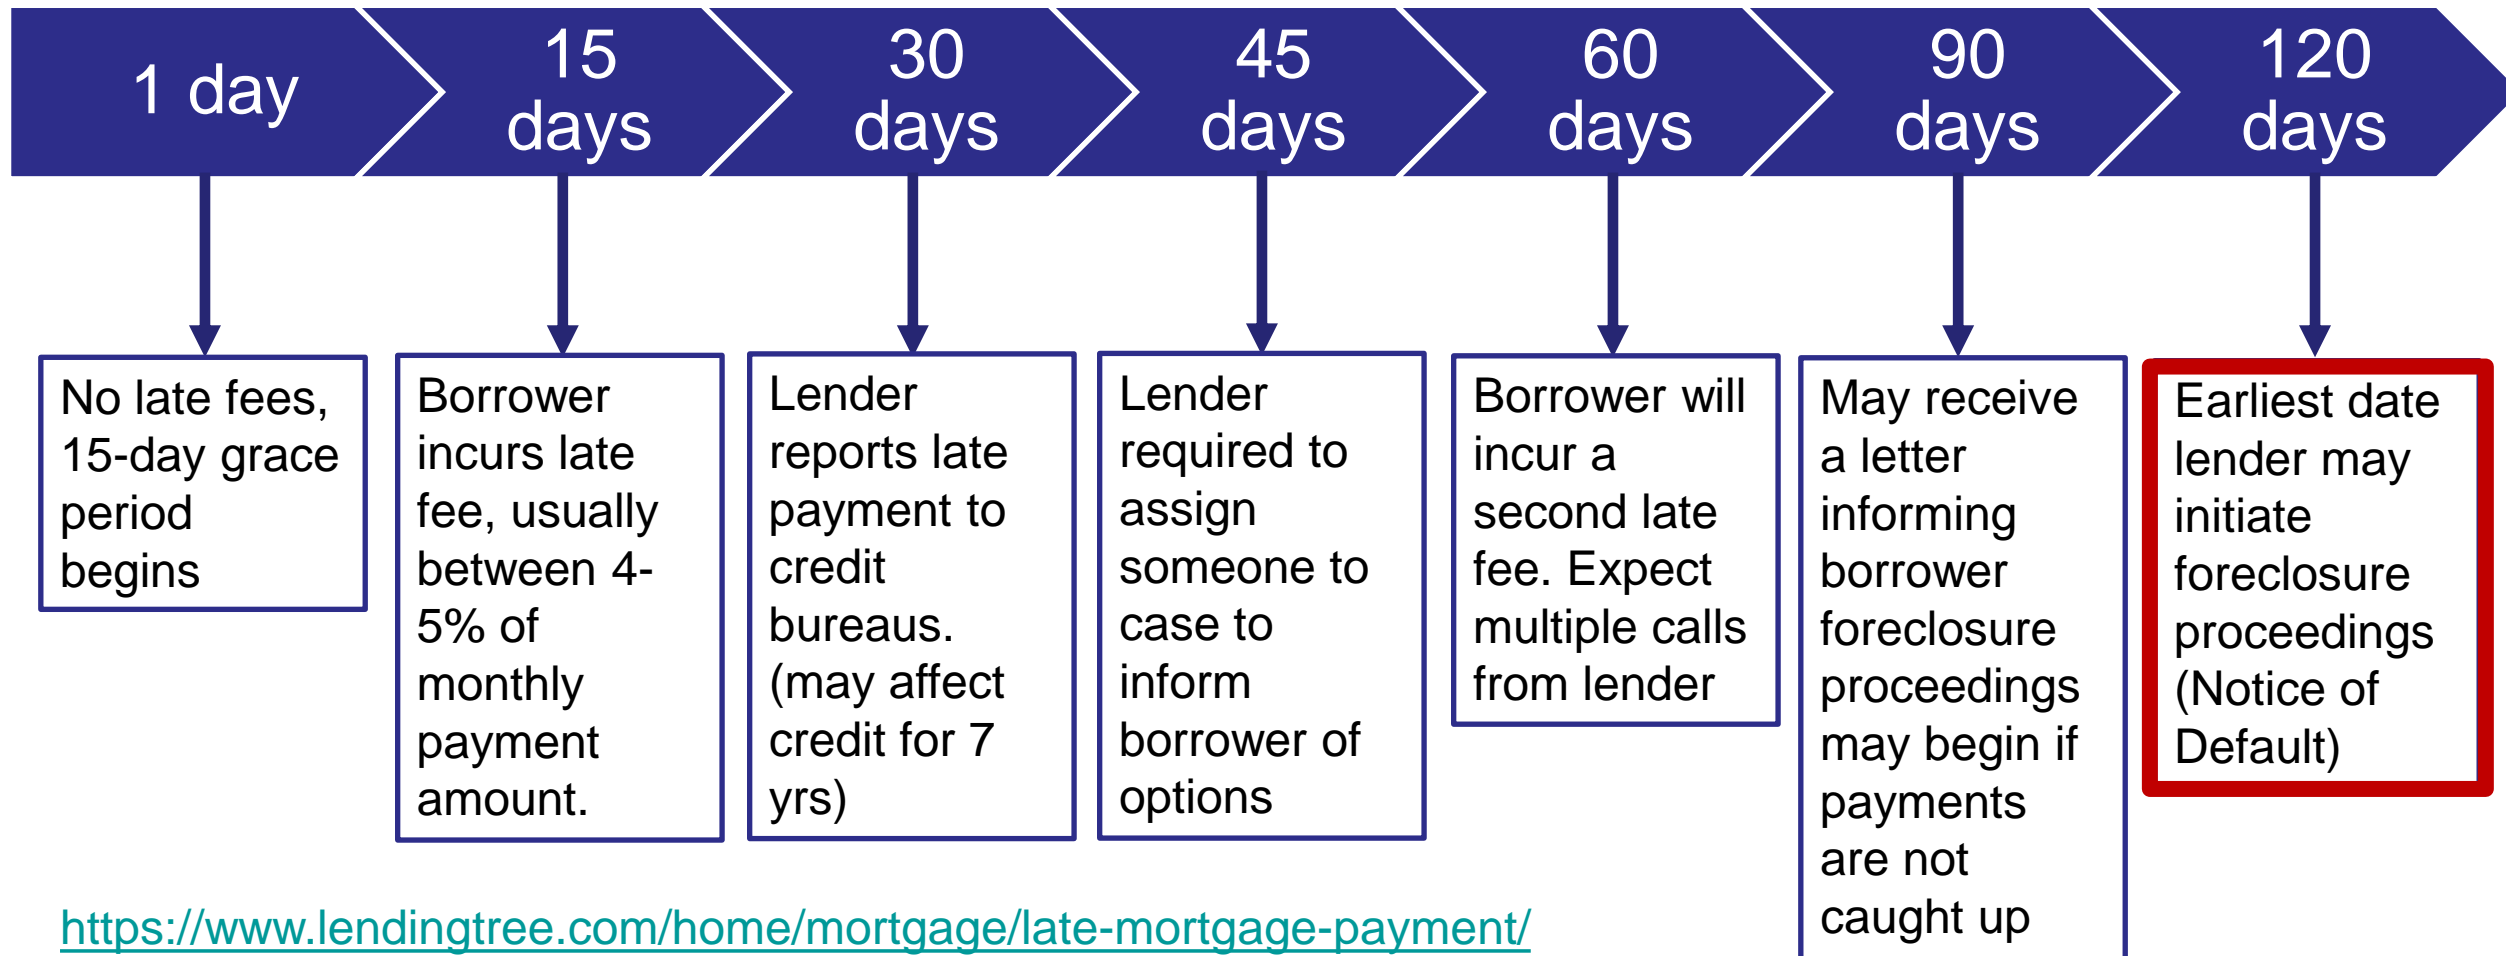 1 day
15
days
30
days
45
days
60
days
90
days
120
days
No late fees,
15-day grace
period
begins
Borrower
incurs late
fee, usually
between 4-
5% of
monthly
payment
amount.
Lender
reports late
payment to
credit
bureaus.
(may affect
credit for 7
yrs)
Lender
required to
assign
someone to
case to
inform
borrower of
options
Borrower will
incur a
second late
fee. Expect
multiple calls
from lender
May receive
a letter
informing
borrower
foreclosure
proceedings
may begin if
payments
are not
caught up
Earliest date
lender may
initiate
foreclosure
proceedings
(Notice of
Default)
https://www.lendingtree.com/home/mortgage/late-mortgage-payment/